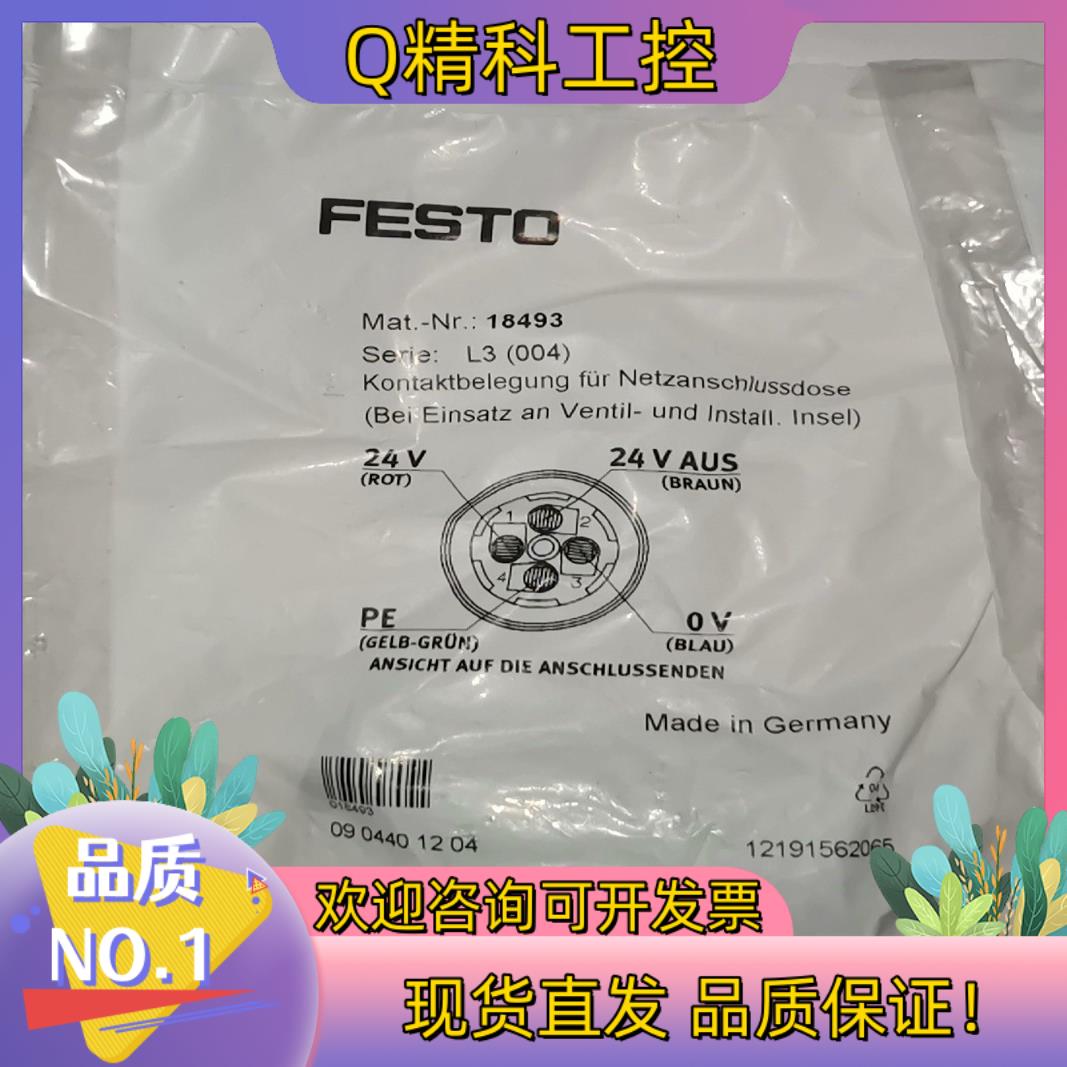 Q精科工控
FESTO
Mat.-Nr.: 18493
Serie: L3 (004)
Kontaktbelegung für Netzanschlussdose
(Bei Einsatz an Ventil- und Install. Insel)
24 V
(ROT)
24 V AUS
(BRAUN)
1
2
4
3
PE
(GELB-GRÜN)
0 V
(BLAU)
ANSICHT AUF DIE ANSCHLUSSENDEN
Made in Germany
018493
04
LDPE
09 0440 12 04
12191562065
品质
NO.1
欢迎咨询可开发票
现货直发 品质保证!